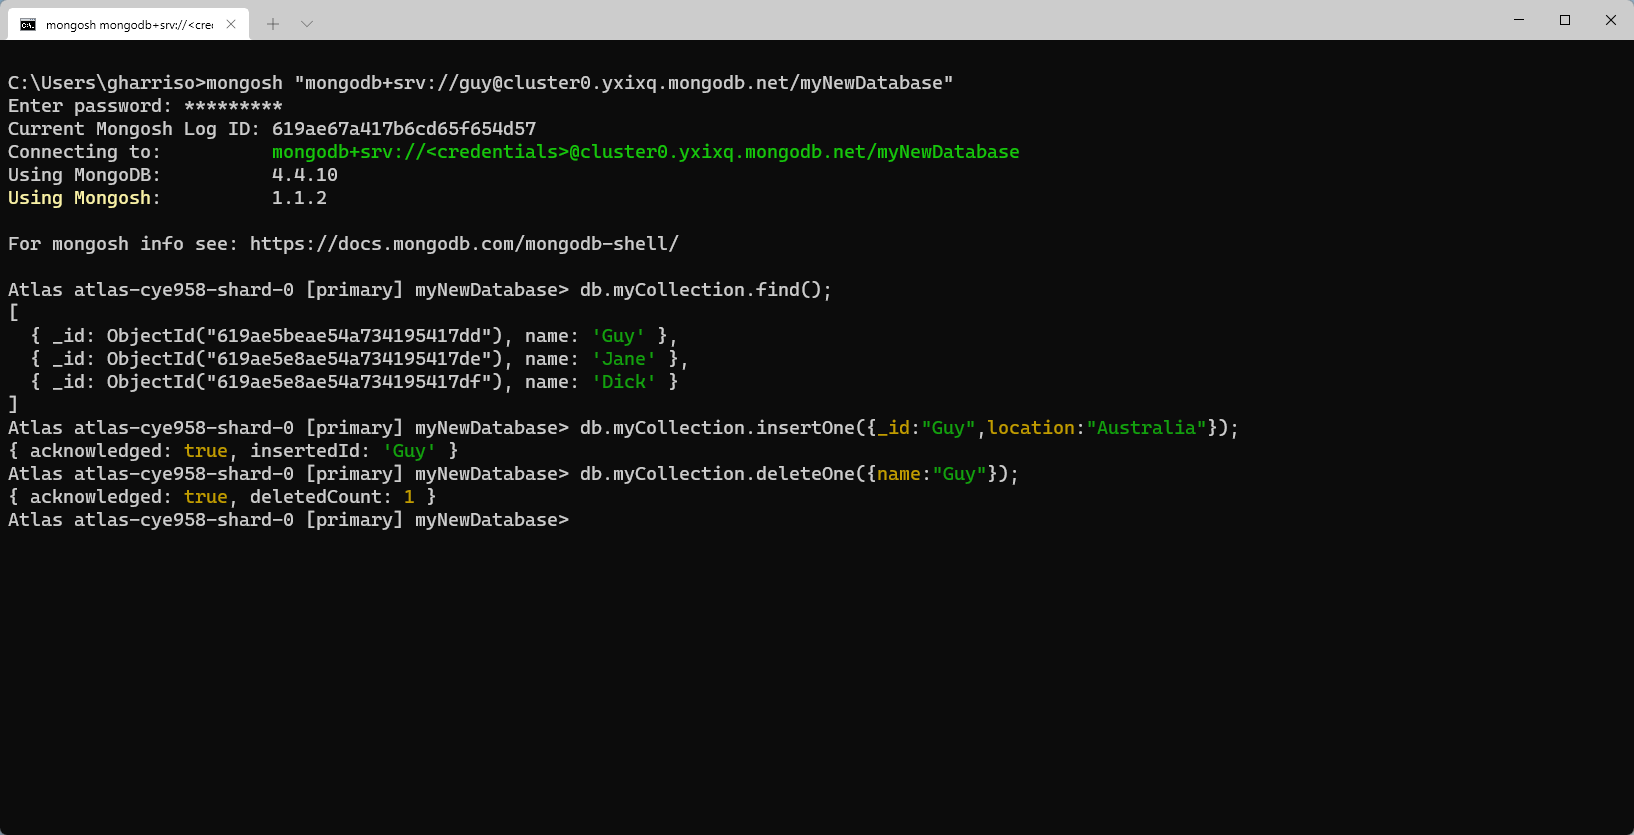 mongosh mongodb+srv://<cre
C:\Users\gharriso>mongosh "mongodb+srv://guy@cluster0.yxixq.mongodb.net/myNewDatabase"
Enter password: *********
Current Mongosh Log ID: 619ae67a417b6cd65f654d57
Connecting to:          mongodb+srv://<credentials>@cluster0.yxixq.mongodb.net/myNewDatabase
Using MongoDB:          4.4.10
Using Mongosh:          1.1.2
For mongosh info see: https://docs.mongodb.com/mongodb-shell/
Atlas atlas-cye958-shard-0 [primary] myNewDatabase> db.myCollection.find();
[
  { _id: ObjectId("619ae5beae54a734195417dd"), name: 'Guy' },
  { _id: ObjectId("619ae5e8ae54a734195417de"), name: 'Jane' },
  { _id: ObjectId("619ae5e8ae54a734195417df"), name: 'Dick' }
]
Atlas atlas-cye958-shard-0 [primary] myNewDatabase> db.myCollection.insertOne({_id:"Guy",location:"Australia"});
{ acknowledged: true, insertedId: 'Guy' }
Atlas atlas-cye958-shard-0 [primary] myNewDatabase> db.myCollection.deleteOne({name:"Guy"});
{ acknowledged: true, deletedCount: 1 }
Atlas atlas-cye958-shard-0 [primary] myNewDatabase>